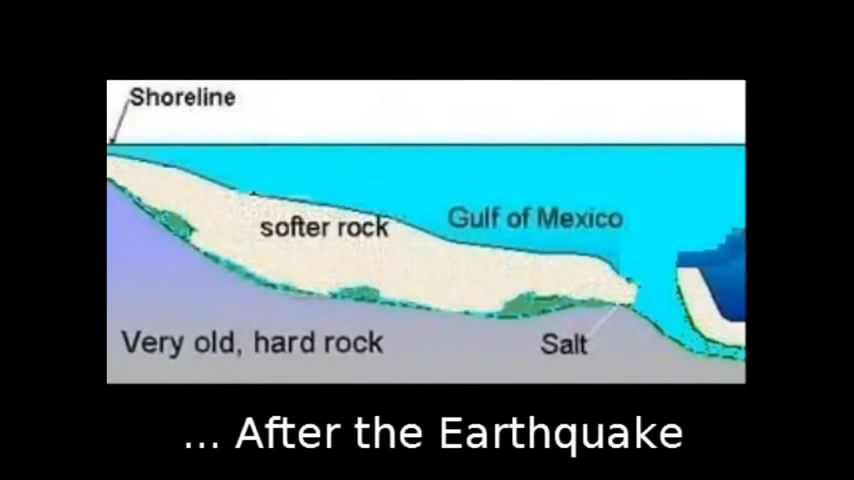 Shoreline
Gulf of Mexico
softer rock
Very old, hard rock
Salt
... After the Earthquake